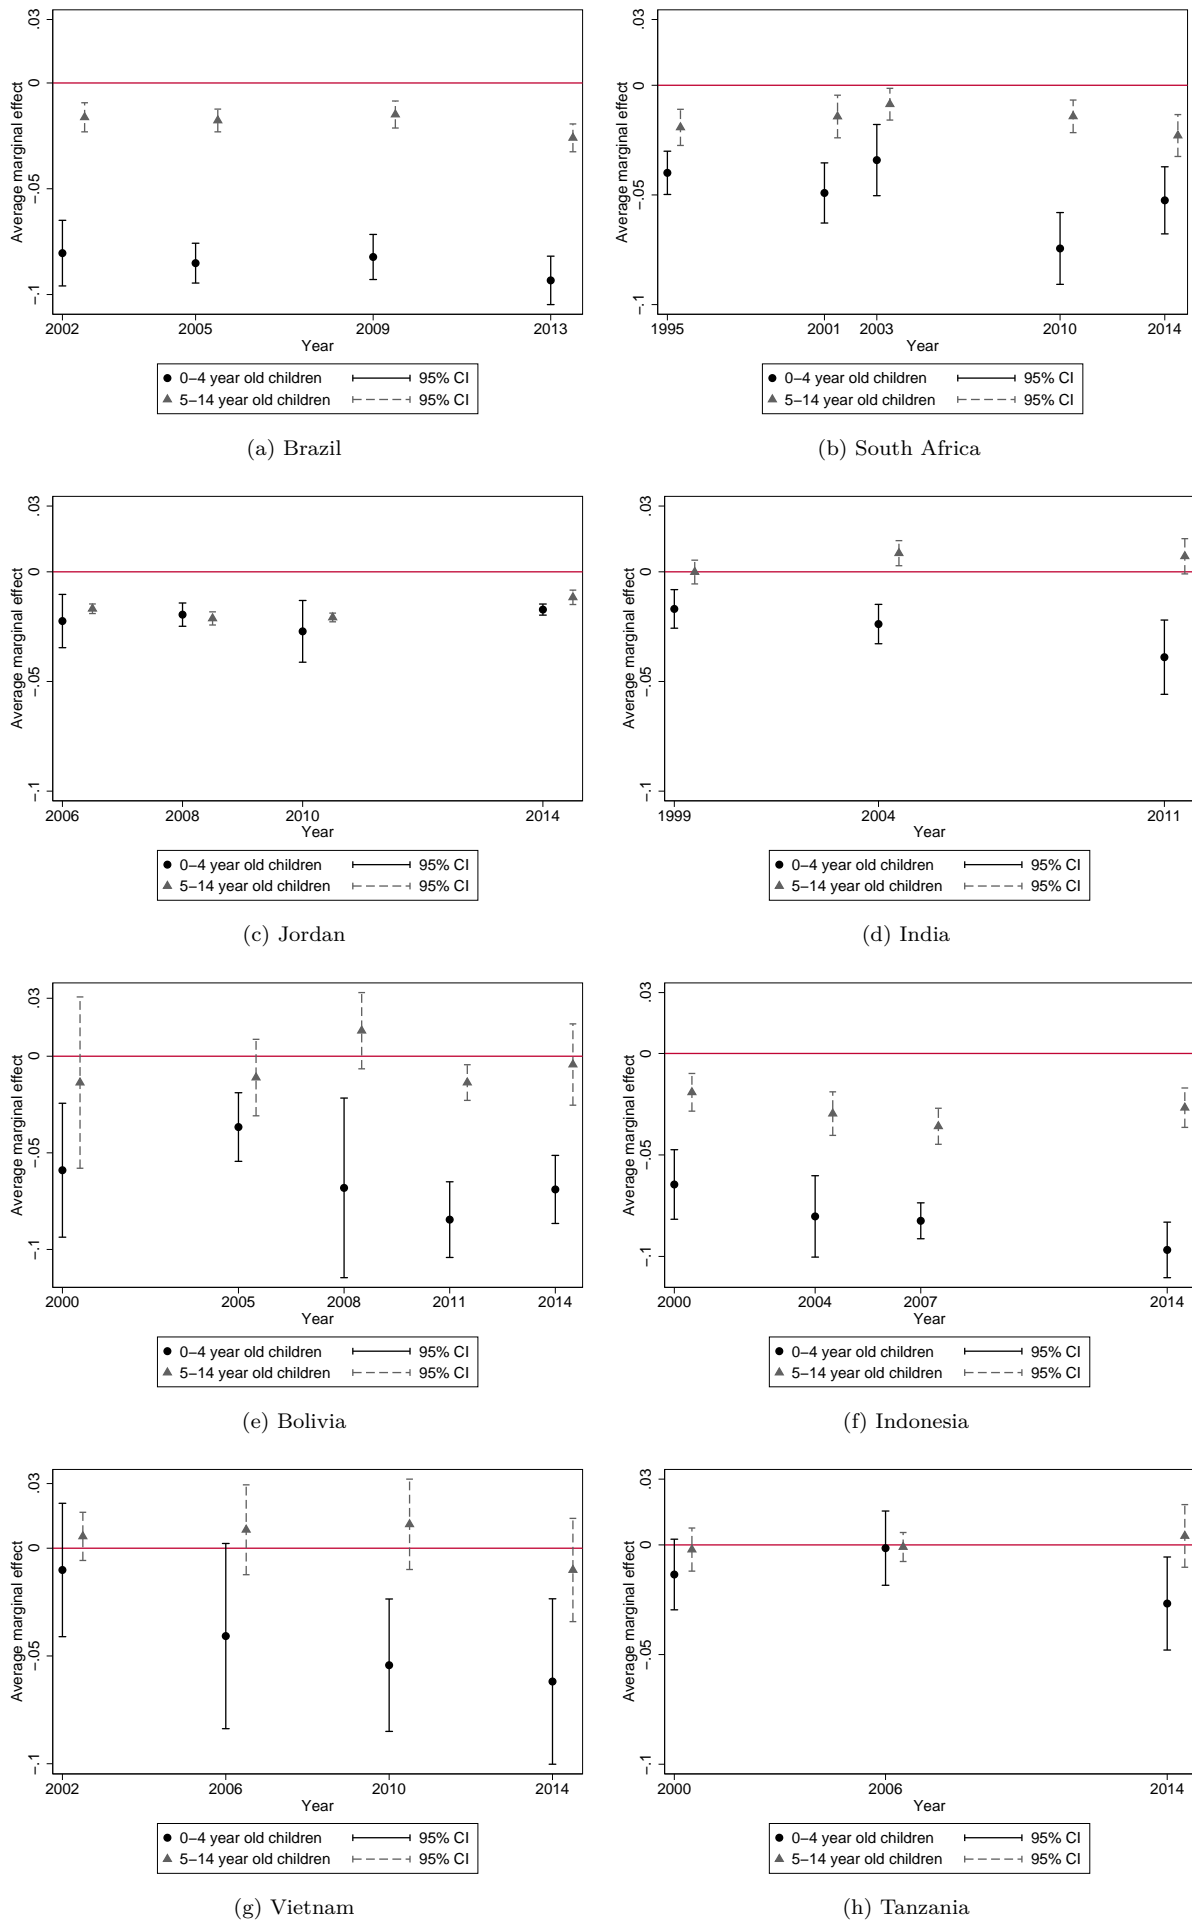 Average marginal effect
.03
0
-.05
-.1
2002 2005 2009 2013
Year
0-4 year old children 95% CI
5-14 year old children 95% CI
(a) Brazil
Average marginal effect
.03
0
-.05
-.1
1995 2001 2003 2010 2014
Year
0-4 year old children 95% CI
5-14 year old children 95% CI
(b) South Africa
Average marginal effect
.03
0
-.05
-.1
2006 2008 2010 2014
Year
0-4 year old children 95% CI
5-14 year old children 95% CI
(c) Jordan
Average marginal effect
.03
0
-.05
-.1
1999 2004 2011
Year
0-4 year old children 95% CI
5-14 year old children 95% CI
(d) India
Average marginal effect
.03
0
-.05
-.1
2000 2005 2008 2011 2014
Year
0-4 year old children 95% CI
5-14 year old children 95% CI
(e) Bolivia
Average marginal effect
.03
0
-.05
-.1
2000 2004 2007 2014
Year
0-4 year old children 95% CI
5-14 year old children 95% CI
(f) Indonesia
Average marginal effect
.03
0
-.05
-.1
2002 2006 2010 2014
Year
0-4 year old children 95% CI
5-14 year old children 95% CI
(g) Vietnam
Average marginal effect
.03
0
-.05
-.1
2000 2006 2014
Year
0-4 year old children 95% CI
5-14 year old children 95% CI
(h) Tanzania